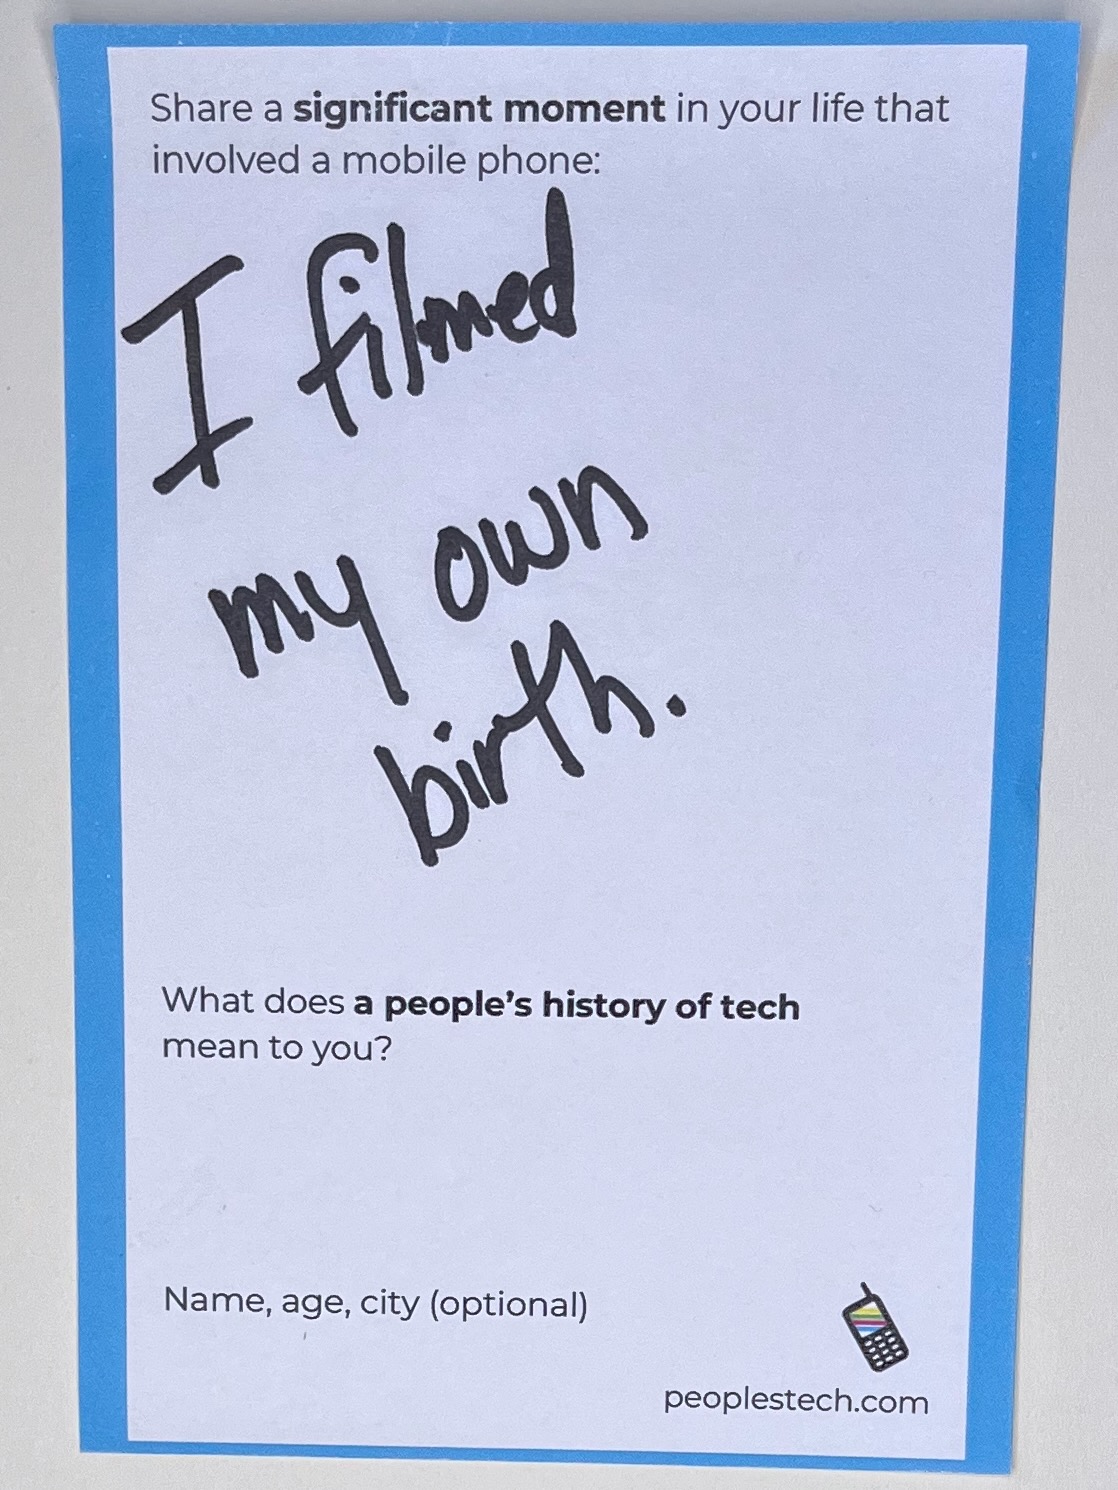 Share a significant moment in your life that
involved a mobile phone:
I filmed
my own
birth.
What does a people's history of tech
mean to you?
Name, age, city (optional)
peoplestech.com